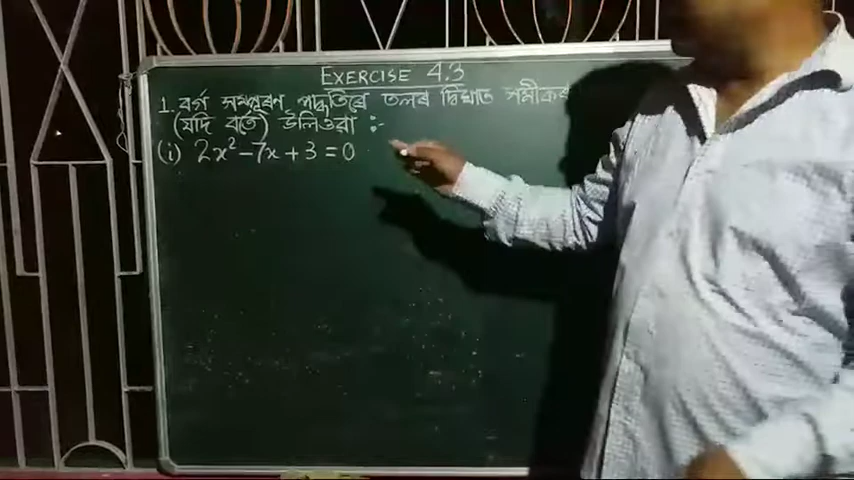 EXERCISE 4.3
1. বৰ্গ সম্পূৰণ পদ্ধতিৰে তলৰ দ্বিঘাত সমীকৰ
(যদি বৰ্তে) উলিওৱা :-
(i) 2x² - 7x + 3 = 0